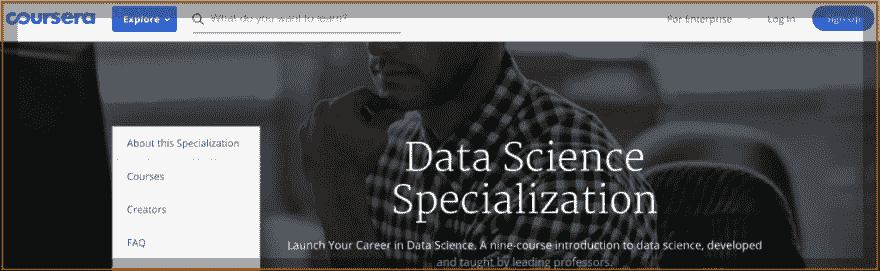 coursera
Explore
What do you want to learn?
For Enterprise
Log In
Sign Up
About this Specialization
Courses
Creators
FAQ
Data Science
Specialization
Launch Your Career in Data Science. A nine-course introduction to data science, developed
and taught by leading professors.